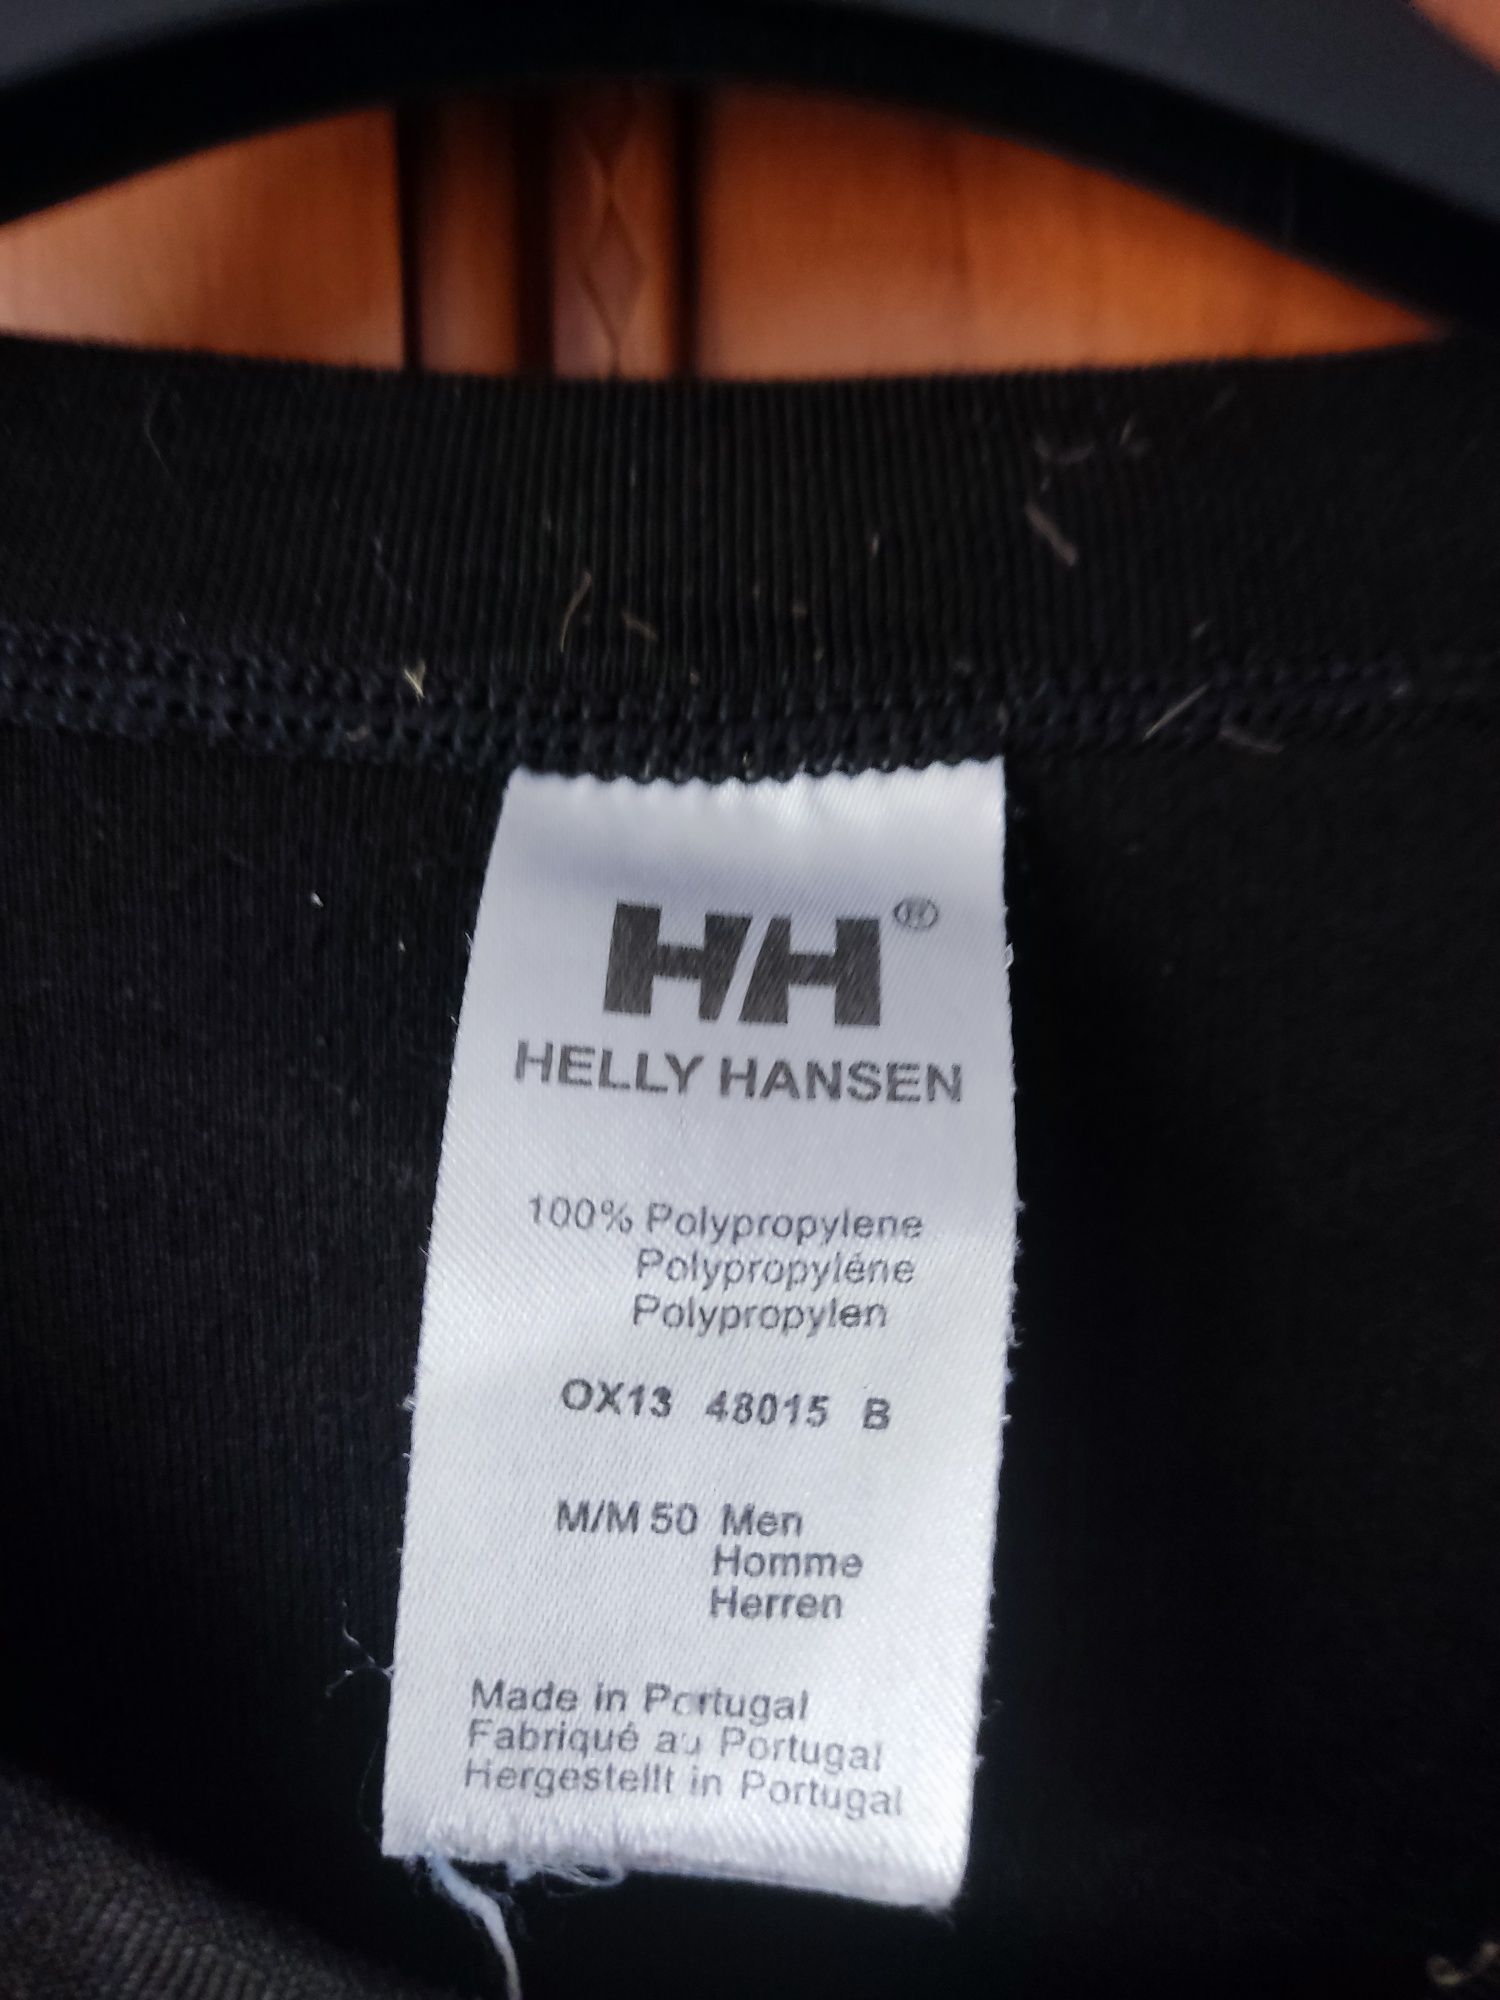 HH®
HELLY HANSEN
100% Polypropylene
Polypropyléne
Polypropylen
OX13 48015 B
M/M 50 Men
Homme
Herren
Made in Portugal
Fabriqué au Portugal
Hergestellt in Portugal